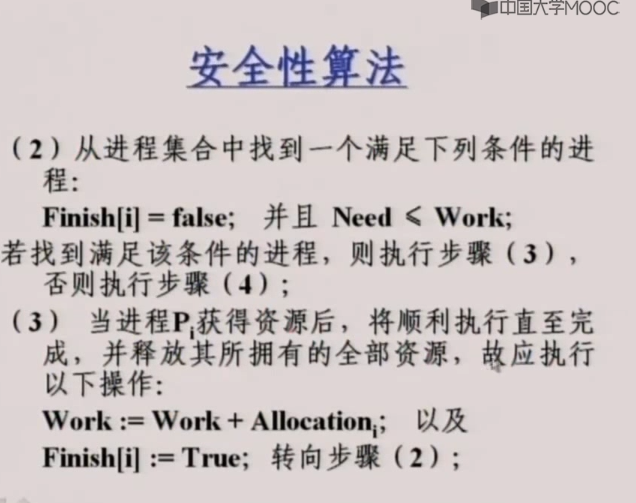 中国大学MOOC
安全性算法
（2）从进程集合中找到一个满足下列条件的进
程：
Finish[i] = false; 并且 Need ≤ Work;
若找到满足该条件的进程，则执行步骤（3），
否则执行步骤（4）；
（3） 当进程Pi获得资源后，将顺利执行直至完
成，并释放其所拥有的全部资源，故应执行
以下操作：
Work := Work + Allocationi; 以及
Finish[i] := True; 转向步骤（2）；